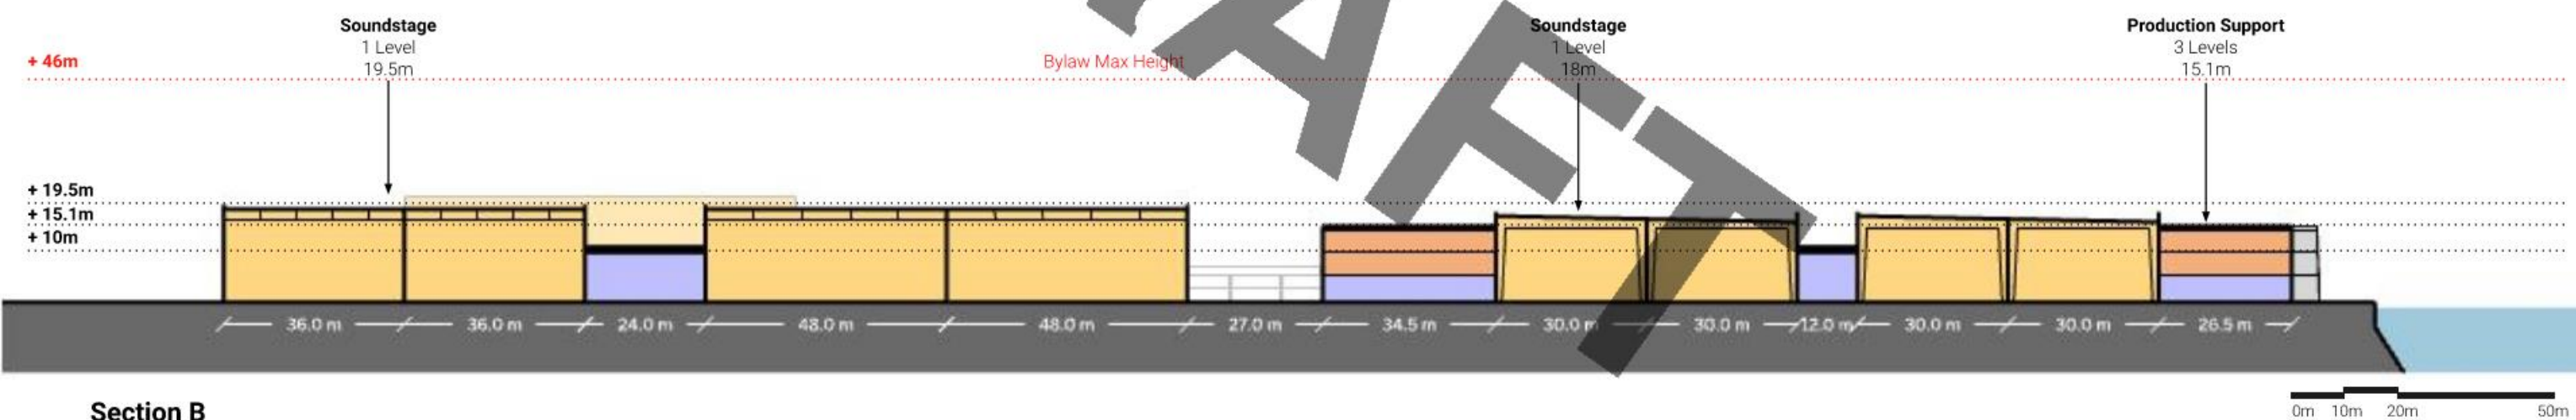 Soundstage
1 Level
19.5m
Soundstage
1 Level
18m
Production Support
3 Levels
15.1m
+ 46m
Bylaw Max Height
+ 19.5m
+ 15.1m
+ 10m
36.0 m 36.0 m 24.0 m 48.0 m 48.0 m 27.0 m 34.5 m 30.0 m 30.0 m 12.0 m 30.0 m 30.0 m 26.5 m
AFT
Section B
0m 10m 20m 50m